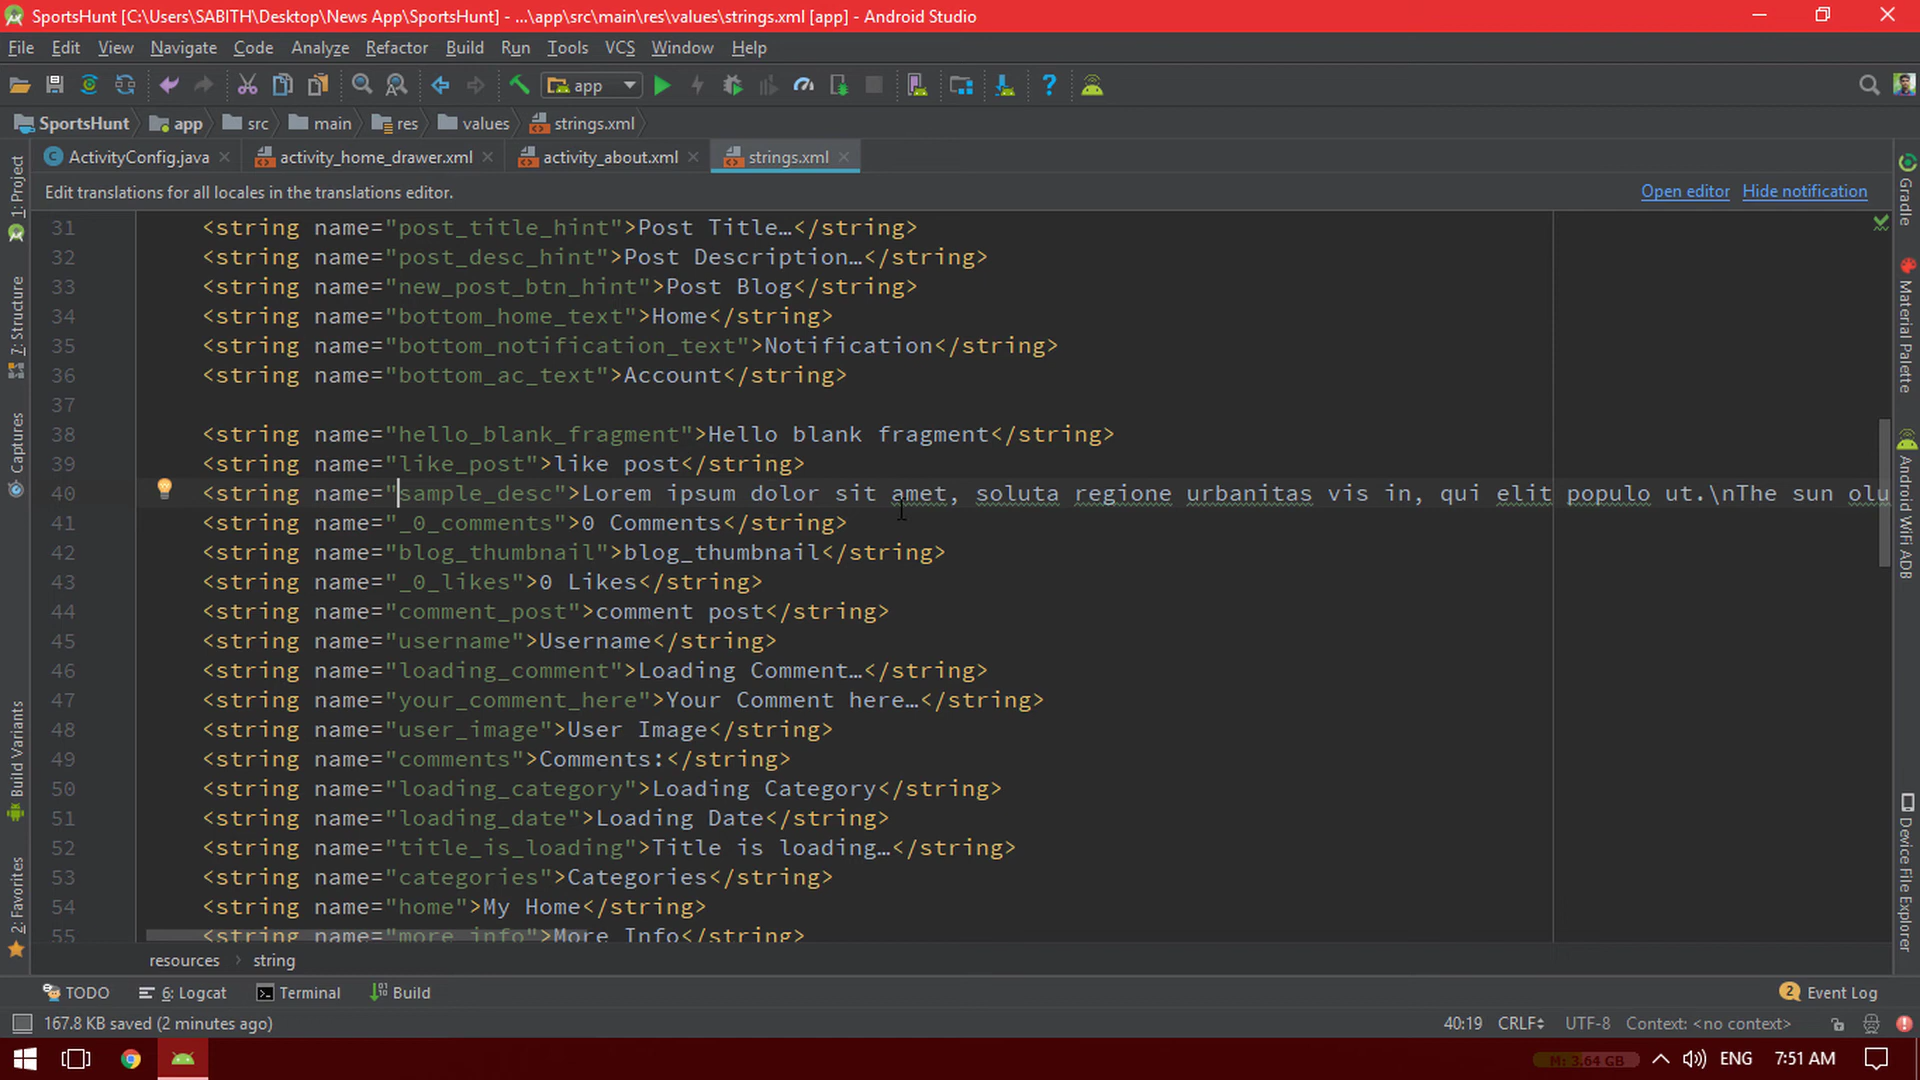 SportsHunt [C:\Users\SABITH\Desktop\News App\SportsHunt] - ...\app\src\main\res\values\strings.xml [app] - Android Studio
File Edit View Navigate Code Analyze Refactor Build Run Tools VCS Window Help
app
SportsHunt app src main res values strings.xml
ActivityConfig.java activity_home_drawer.xml activity_about.xml strings.xml
Edit translations for all locales in the translations editor. Open editor Hide notification
31 <string name="post_title_hint">Post Title…</string>
32 <string name="post_desc_hint">Post Description…</string>
33 <string name="new_post_btn_hint">Post Blog</string>
34 <string name="bottom_home_text">Home</string>
35 <string name="bottom_notification_text">Notification</string>
36 <string name="bottom_ac_text">Account</string>
37
38 <string name="hello_blank_fragment">Hello blank fragment</string>
39 <string name="like_post">like post</string>
40 <string name="sample_desc">Lorem ipsum dolor sit amet, soluta regione urbanitas vis in, qui elit populo ut.\nThe sun olu
41 <string name="_0_comments">0 Comments</string>
42 <string name="blog_thumbnail">blog_thumbnail</string>
43 <string name="_0_likes">0 Likes</string>
44 <string name="comment_post">comment post</string>
45 <string name="username">Username</string>
46 <string name="loading_comment">Loading Comment…</string>
47 <string name="your_comment_here">Your Comment here…</string>
48 <string name="user_image">User Image</string>
49 <string name="comments">Comments:</string>
50 <string name="loading_category">Loading Category</string>
51 <string name="loading_date">Loading Date</string>
52 <string name="title_is_loading">Title is loading…</string>
53 <string name="categories">Categories</string>
54 <string name="home">My Home</string>
55 <string name="more_info">More Info</string>
resources string
TODO 6: Logcat Terminal Build 2 Event Log
167.8 KB saved (2 minutes ago) 40:19 CRLF UTF-8 Context: <no context>
M: 3.64 GB ENG 7:51 AM
1: Project
7: Structure
Captures
Build Variants
2: Favorites
Gradle
Material Palette
Android WiFi ADB
Device File Explorer